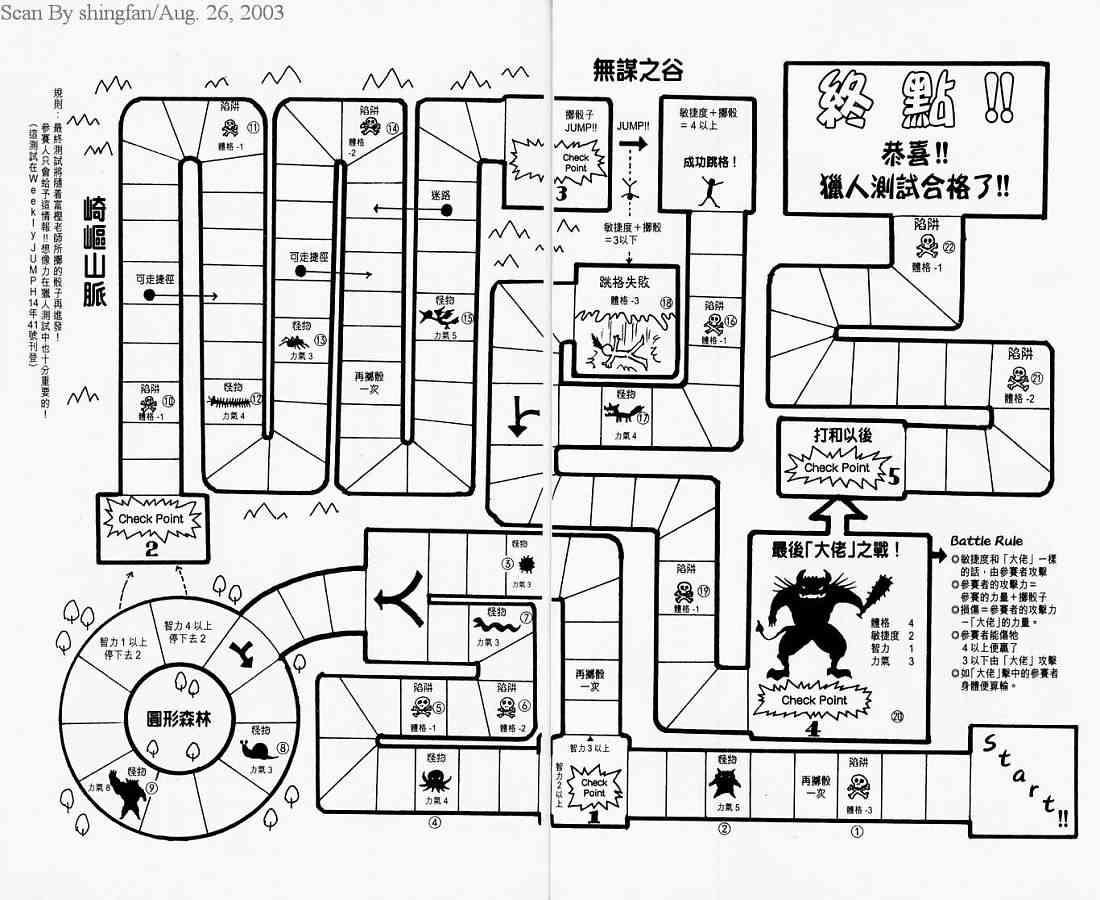 Scan By shingfan/Aug. 26, 2003
規則：最終測試將隨著富樫老師所擲的骰子再進發！
參賽人只會給予這情報!!想像力在獵人測試中也十分重要的！
（這測試在Weekly JUMPH14年41號刊登）
崎嶇山脈
無謀之谷
終點!!
恭喜!!
獵人測試合格了!!
陷阱
㉒
體格 -1
陷阱
㉑
體格 -2
陷阱
⑪
體格 -1
陷阱
⑭
體格
-2
迷路
可走捷徑
可走捷徑
怪物
⑬
力氣 3
怪物
⑮
力氣 5
再擲骰
一次
陷阱
⑩
體格 -1
怪物
⑫
力氣 4
Check Point
2
擲骰子
JUMP!!
Check
Point
3
JUMP!!
敏捷度＋擲骰
＝4以上
成功跳格！
敏捷度＋擲骰
＝3以下
跳格失敗
體格 -3
⑱
陷阱
⑯
體格 -1
怪物
⑰
力氣 4
陷阱
⑲
體格 -1
打和以後
Check Point
5
最後「大佬」之戰！
體格 4
敏捷度 2
智力 1
力氣 3
Check Point
4
⑳
Battle Rule
◎敏捷度和「大佬」一樣
的話，由參賽者攻擊
◎參賽者的攻擊力＝
參賽的力量＋擲骰子
◎損傷＝參賽者的攻擊力
－「大佬」的力量。
◎參賽者能傷牠
4以上便贏了
3以下由「大佬」攻擊
◎如「大佬」擊中的參賽者
身體便算輸。
怪物
③
力氣 3
怪物
⑦
力氣 3
陷阱
⑤
體格 -1
陷阱
⑥
體格 -2
再擲骰
一次
智力1以上
停下去2
智力4以上
停下去2
圓形森林
怪物
⑧
力氣 3
怪物
力氣 8
⑨
怪物
力氣 4
④
智力3以上
智力2以上
Check
Point
1
怪物
力氣 5
②
再擲骰
一次
陷阱
體格 -3
①
Start!!